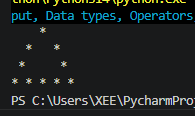 thon\Python314\python.exe
put, Data types, Operators
*
* *
* *
* * * * *
PS C:\Users\XEE\PycharmProj